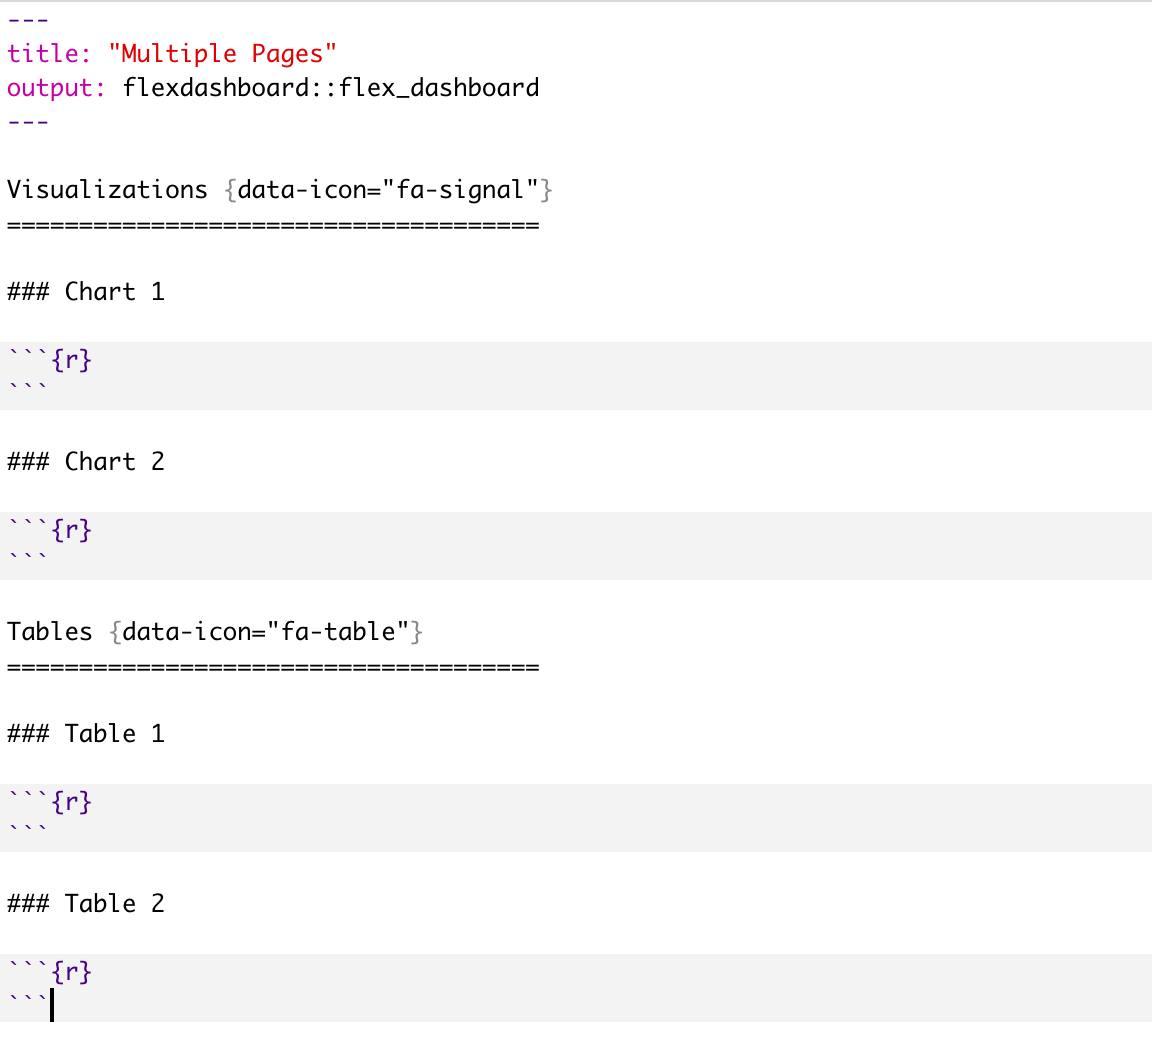 ---
title: "Multiple Pages"
output: flexdashboard::flex_dashboard
---
Visualizations {data-icon="fa-signal"}
=====================================
### Chart 1
```{r}
```
### Chart 2
```{r}
```
Tables {data-icon="fa-table"}
=====================================
### Table 1
```{r}
```
### Table 2
```{r}
```